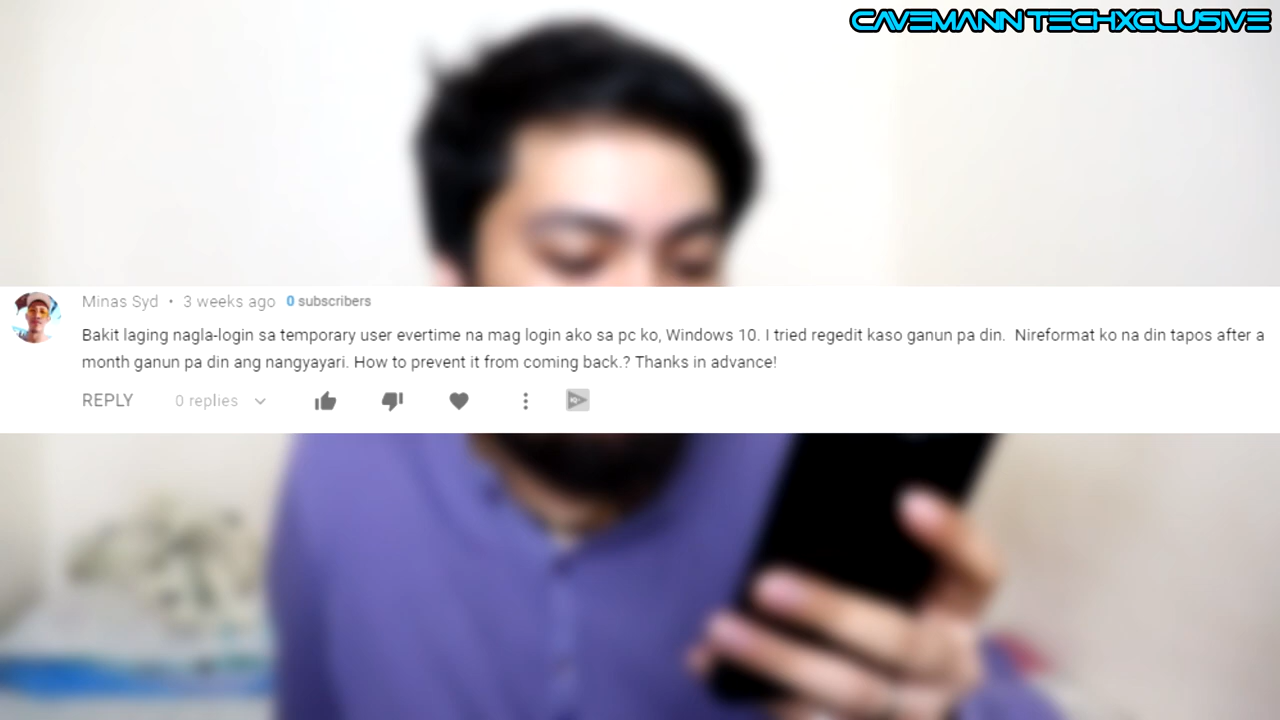 CAVEMANN TECHXCLUSIVE
Minas Syd • 3 weeks ago 0 subscribers
Bakit laging nagla-login sa temporary user evertime na mag login ako sa pc ko, Windows 10. I tried regedit kaso ganun pa din.  Nireformat ko na din tapos after a
month ganun pa din ang nangyayari. How to prevent it from coming back.? Thanks in advance!
REPLY 0 replies